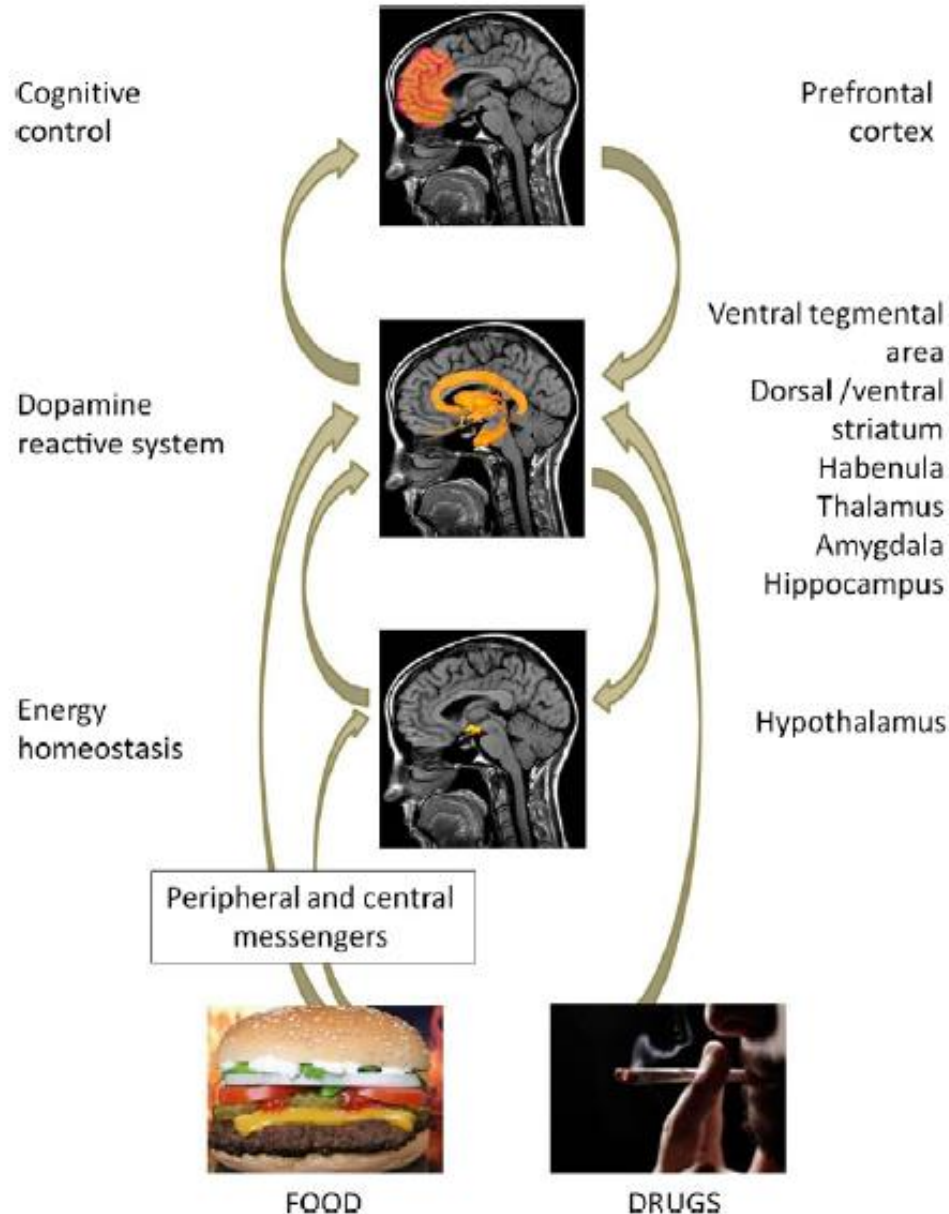 Cognitive
control
Prefrontal
cortex
Dopamine
reactive system
Ventral tegmental
area
Dorsal /ventral
striatum
Habenula
Thalamus
Amygdala
Hippocampus
Energy
homeostasis
Hypothalamus
Peripheral and central
messengers
FOOD
DRUGS